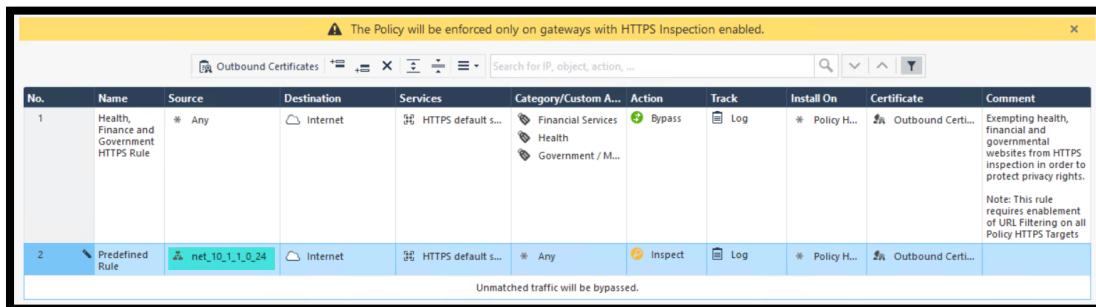 The Policy will be enforced only on gateways with HTTPS Inspection enabled.
Outbound Certificates
Search for IP, object, action, ...
No. Name Source Destination Services Category/Custom A... Action Track Install On Certificate Comment
1 Health, Finance and Government HTTPS Rule * Any Internet HTTPS default s... Financial Services Bypass Log * Policy H... Outbound Certi... Exempting health,
Health financial and
Government / M... governmental
websites from HTTPS
inspection in order to
protect privacy rights.
Note: This rule
requires enablement
of URL Filtering on all
Policy HTTPS Targets
2 Predefined Rule net_10_1_1_0_24 Internet HTTPS default s... * Any Inspect Log * Policy H... Outbound Certi...
Unmatched traffic will be bypassed.